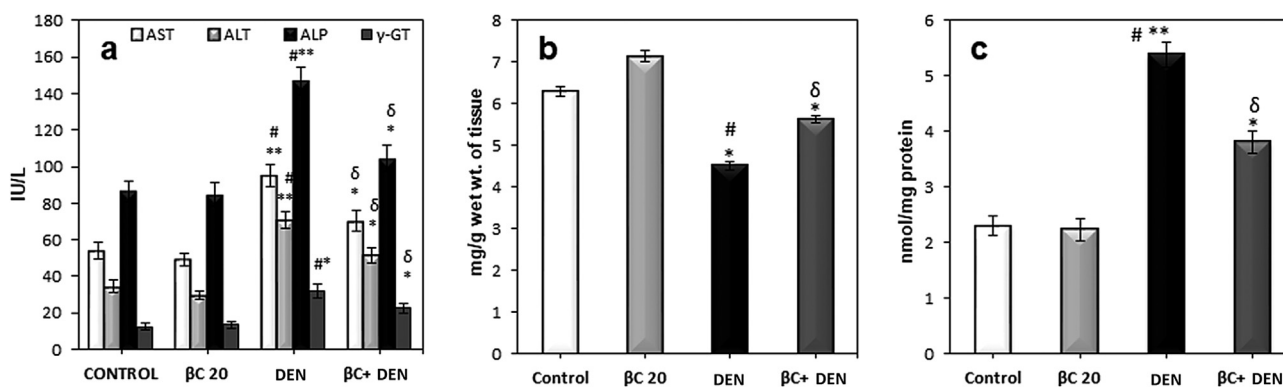 a
AST ALT ALP γ-GT
IU/L
180
160
140
120
100
80
60
40
20
0
#**
#
**
#
**
#*
δ
*
δ
*
δ
*
δ
*
CONTROL βC 20 DEN βC+ DEN
b
mg/g wet wt. of tissue
8
7
6
5
4
3
2
1
0
#
*
δ
*
Control βC 20 DEN βC+ DEN
c
nmol/mg protein
6
5
4
3
2
1
0
# **
δ
*
Control βC 20 DEN βC+ DEN